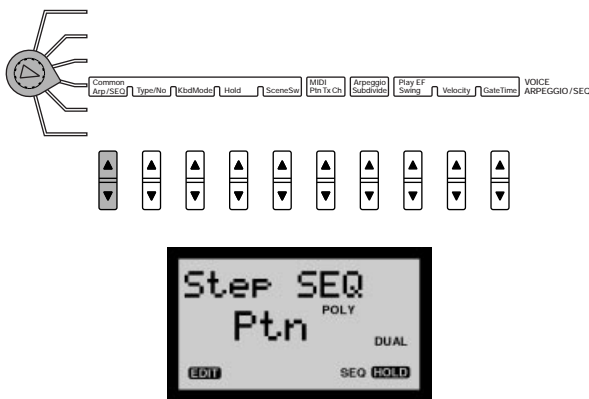 Common MIDI Arpeggio Play EF VOICE
Arp/SEQ Type/No KbdMode Hold SceneSw Ptn Tx Ch Subdivide Swing Velocity GateTime ARPEGGIO/SEQ
Step SEQ
POLY
Ptn
DUAL
EDIT SEQ HOLD